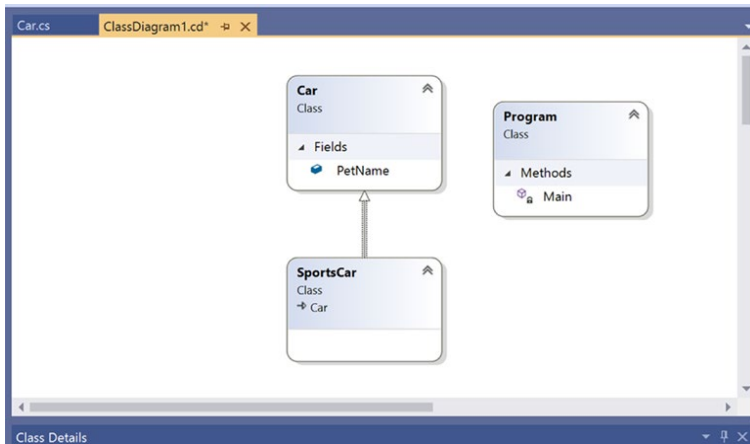 Car.cs
ClassDiagram1.cd*
Car
Class
Fields
PetName
Program
Class
Methods
Main
SportsCar
Class
Car
Class Details